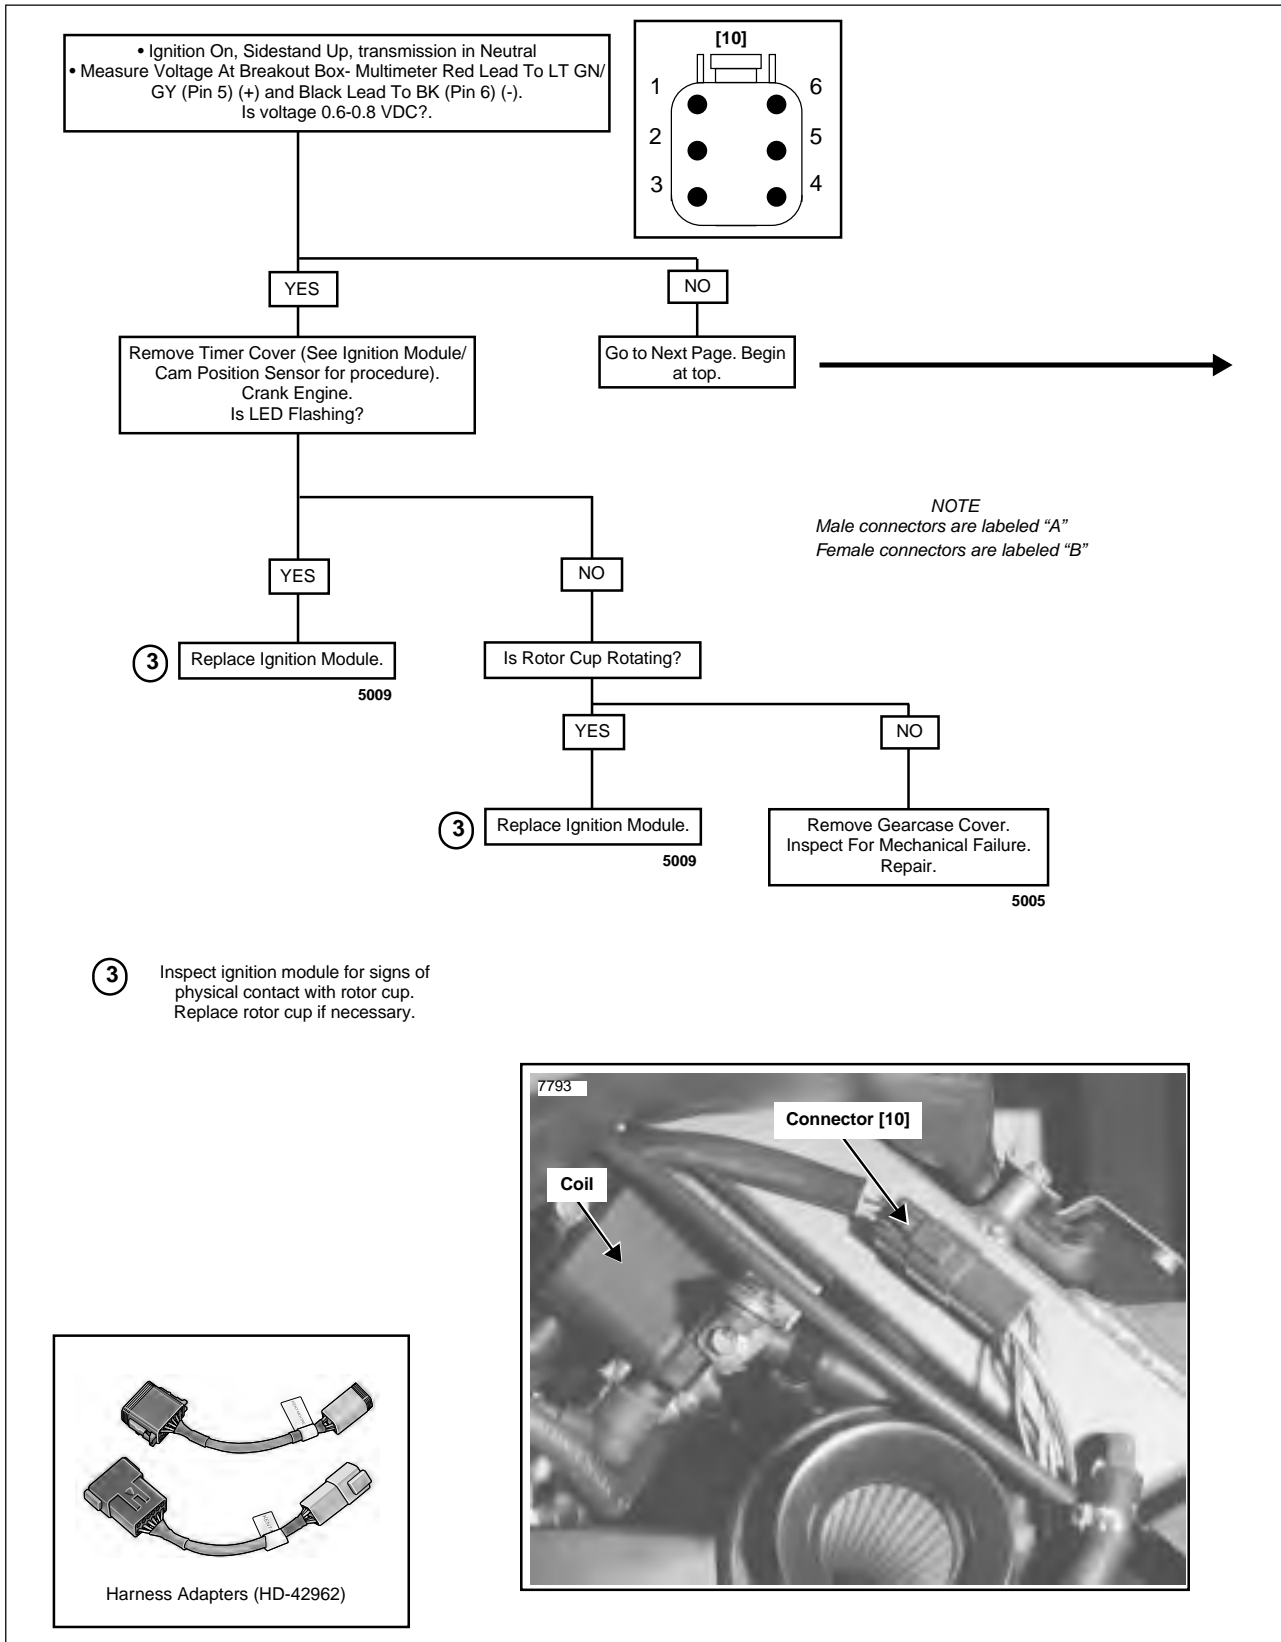 • Ignition On, Sidestand Up, transmission in Neutral
• Measure Voltage At Breakout Box- Multimeter Red Lead To LT GN/
GY (Pin 5) (+) and Black Lead To BK (Pin 6) (-).
Is voltage 0.6-0.8 VDC?.
[10]
1
6
2
5
3
4
YES
NO
Remove Timer Cover (See Ignition Module/
Cam Position Sensor for procedure).
Crank Engine.
Is LED Flashing?
Go to Next Page. Begin
at top.
NOTE
Male connectors are labeled “A”
Female connectors are labeled “B”
YES
NO
3
Replace Ignition Module.
5009
Is Rotor Cup Rotating?
YES
NO
3
Replace Ignition Module.
5009
Remove Gearcase Cover.
Inspect For Mechanical Failure.
Repair.
5005
3
Inspect ignition module for signs of
physical contact with rotor cup.
Replace rotor cup if necessary.
7793
Connector [10]
Coil
Harness Adapters (HD-42962)